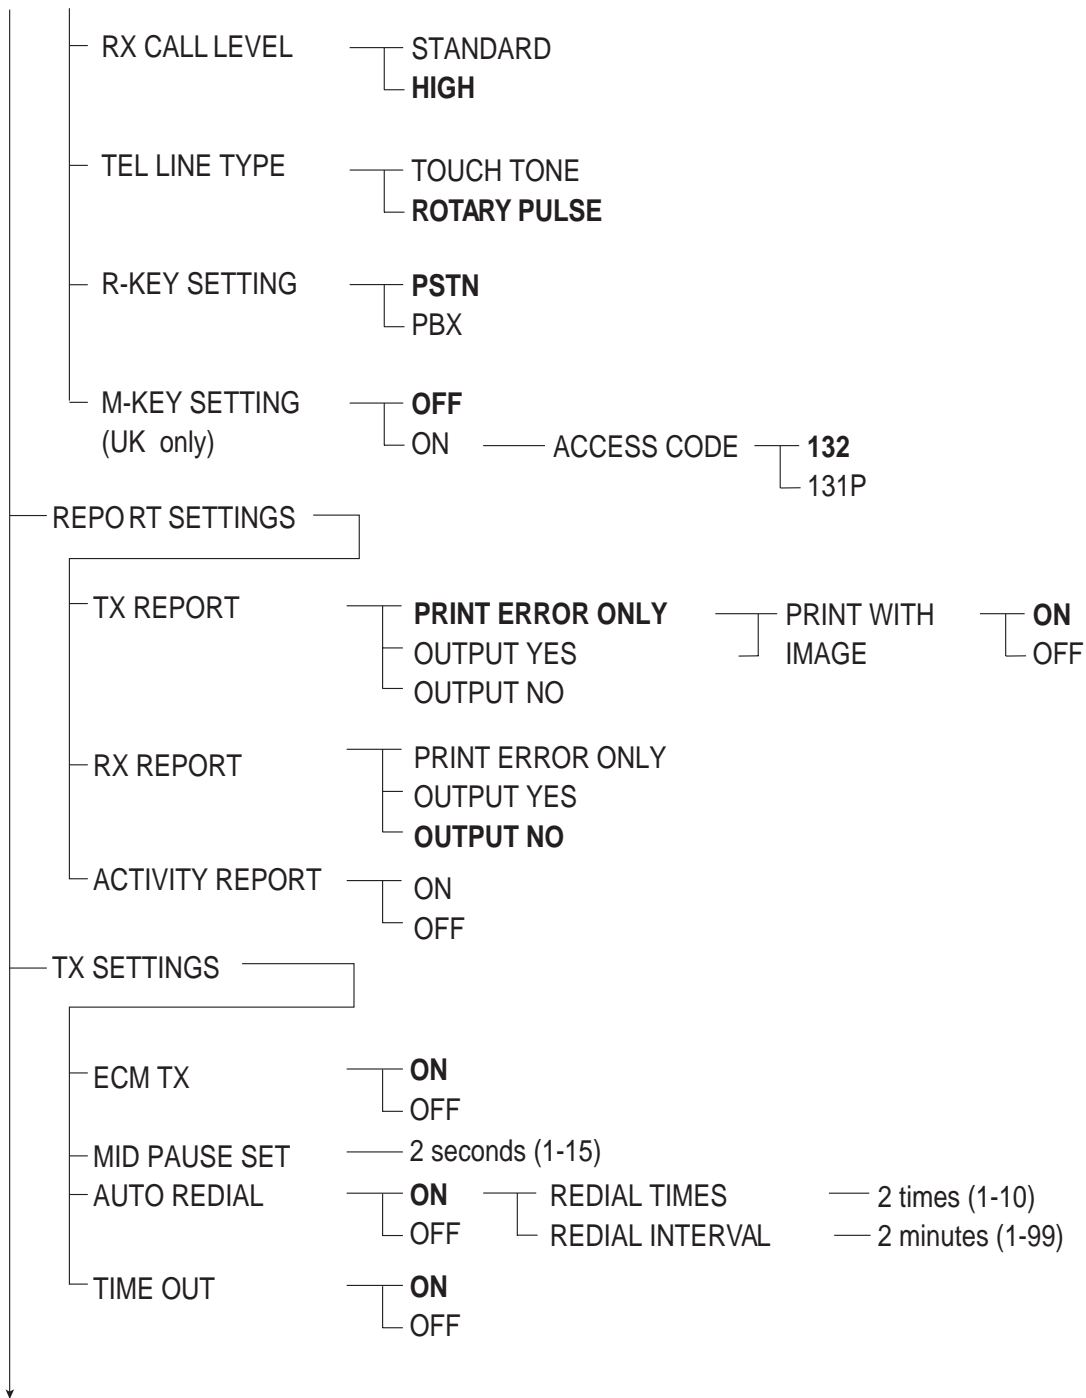 RX CALL LEVEL STANDARD
HIGH
TEL LINE TYPE TOUCH TONE
ROTARY PULSE
R-KEY SETTING PSTN
PBX
M-KEY SETTING OFF
(UK only) ON ACCESS CODE 132
131P
REPORT SETTINGS
TX REPORT PRINT ERROR ONLY PRINT WITH ON
OUTPUT YES IMAGE OFF
OUTPUT NO
RX REPORT PRINT ERROR ONLY
OUTPUT YES
OUTPUT NO
ACTIVITY REPORT ON
OFF
TX SETTINGS
ECM TX ON
OFF
MID PAUSE SET 2 seconds (1-15)
AUTO REDIAL ON REDIAL TIMES 2 times (1-10)
OFF REDIAL INTERVAL 2 minutes (1-99)
TIME OUT ON
OFF